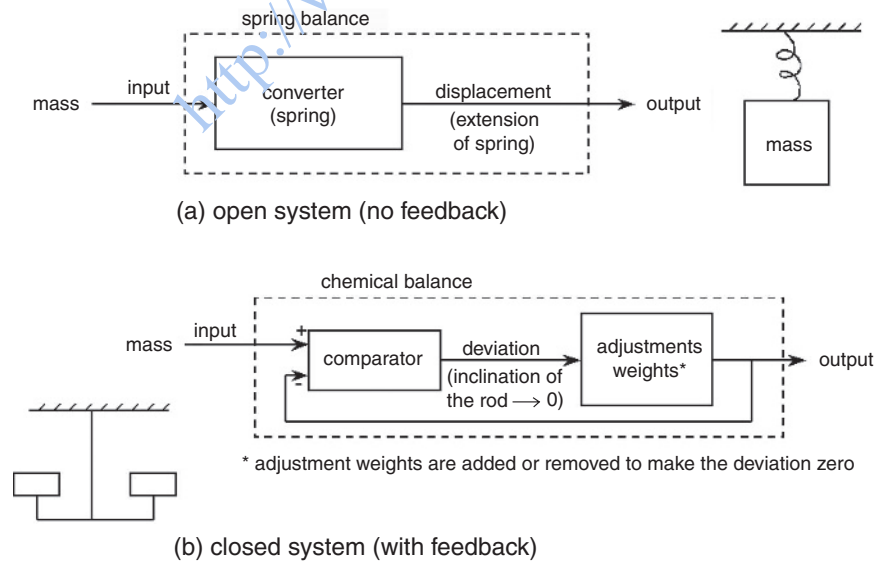 spring balance
mass
input
converter
(spring)
displacement
(extension
of spring)
output
mass
(a) open system (no feedback)
chemical balance
mass
input
+
-
comparator
deviation
(inclination of
the rod → 0)
adjustments
weights*
output
* adjustment weights are added or removed to make the deviation zero
(b) closed system (with feedback)
http://